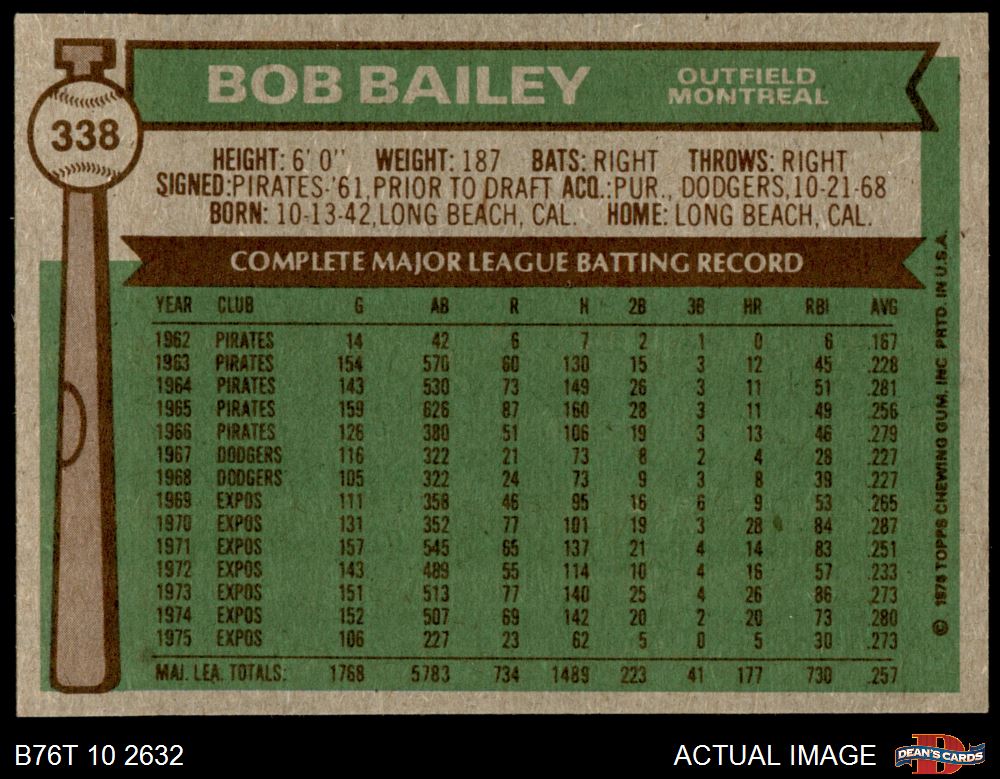 BOB BAILEY
OUTFIELD
MONTREAL
338
HEIGHT: 6' 0" WEIGHT: 187 BATS: RIGHT THROWS: RIGHT
SIGNED: PIRATES-'61, PRIOR TO DRAFT ACQ.: PUR., DODGERS, 10-21-68
BORN: 10-13-42, LONG BEACH, CAL. HOME: LONG BEACH, CAL.
COMPLETE MAJOR LEAGUE BATTING RECORD
YEAR CLUB G AB R H 2B 3B HR RBI AVG
1962 PIRATES 14 42 6 7 2 1 0 6 .167
1963 PIRATES 154 570 60 130 15 3 12 45 .228
1964 PIRATES 143 530 73 149 26 3 11 51 .281
1965 PIRATES 159 626 87 160 28 3 11 49 .256
1966 PIRATES 126 380 51 106 19 3 13 46 .279
1967 DODGERS 116 322 21 73 8 2 4 28 .227
1968 DODGERS 105 322 24 73 9 3 8 39 .227
1969 EXPOS 111 358 46 95 16 6 9 53 .265
1970 EXPOS 131 352 77 101 19 3 28 84 .287
1971 EXPOS 157 545 65 137 21 4 14 83 .251
1972 EXPOS 143 489 55 114 10 4 16 57 .233
1973 EXPOS 151 513 77 140 25 4 26 86 .273
1974 EXPOS 152 507 69 142 20 2 20 73 .280
1975 EXPOS 106 227 23 62 5 0 5 30 .273
MAJ. LEA. TOTALS: 1768 5783 734 1489 223 41 177 730 .257
© 1976 TOPPS CHEWING GUM, INC. PRTD. IN U.S.A.
B76T 10 2632
ACTUAL IMAGE
DEAN'S CARDS